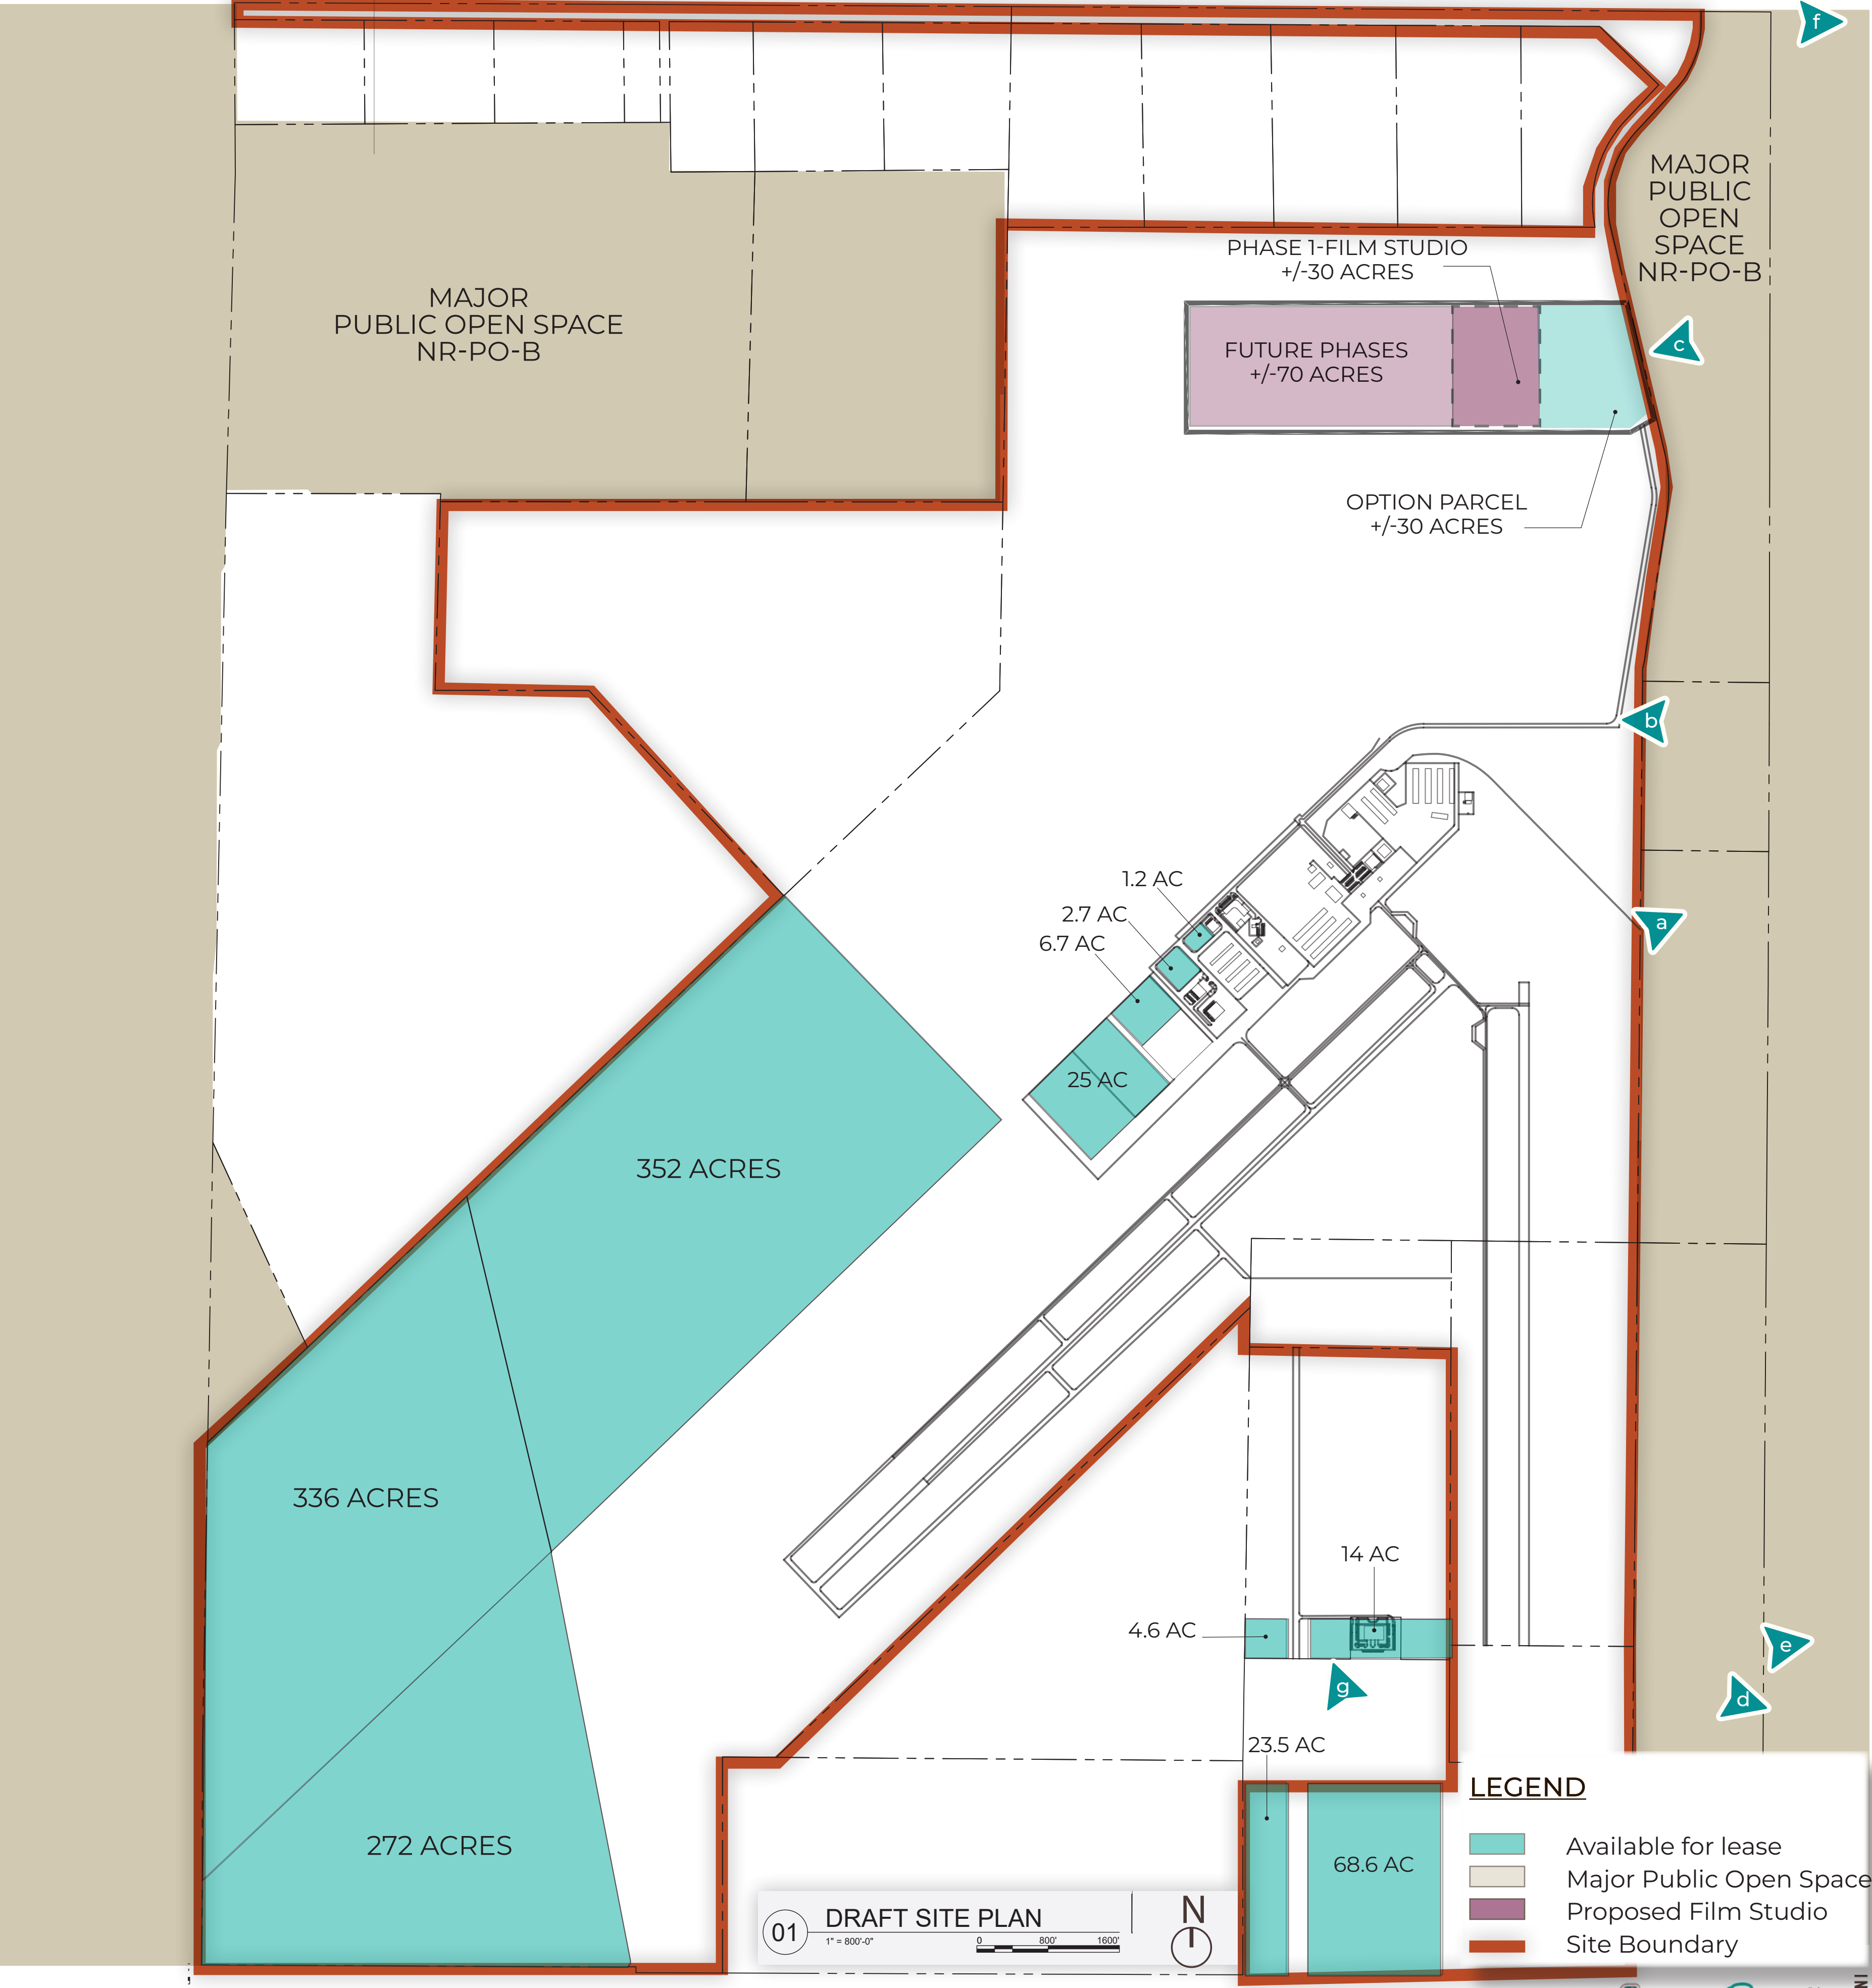 f
MAJOR
PUBLIC
OPEN
SPACE
NR-PO-B
PHASE 1-FILM STUDIO
+/-30 ACRES
MAJOR
PUBLIC OPEN SPACE
NR-PO-B
c
FUTURE PHASES
+/-70 ACRES
OPTION PARCEL
+/-30 ACRES
b
1.2 AC
2.7 AC
6.7 AC
a
25 AC
352 ACRES
336 ACRES
14 AC
4.6 AC
e
g
d
23.5 AC
272 ACRES
68.6 AC
LEGEND
Available for lease
Major Public Open Space
Proposed Film Studio
Site Boundary
01
DRAFT SITE PLAN
1" = 800'-0"
0 800' 1600'
N